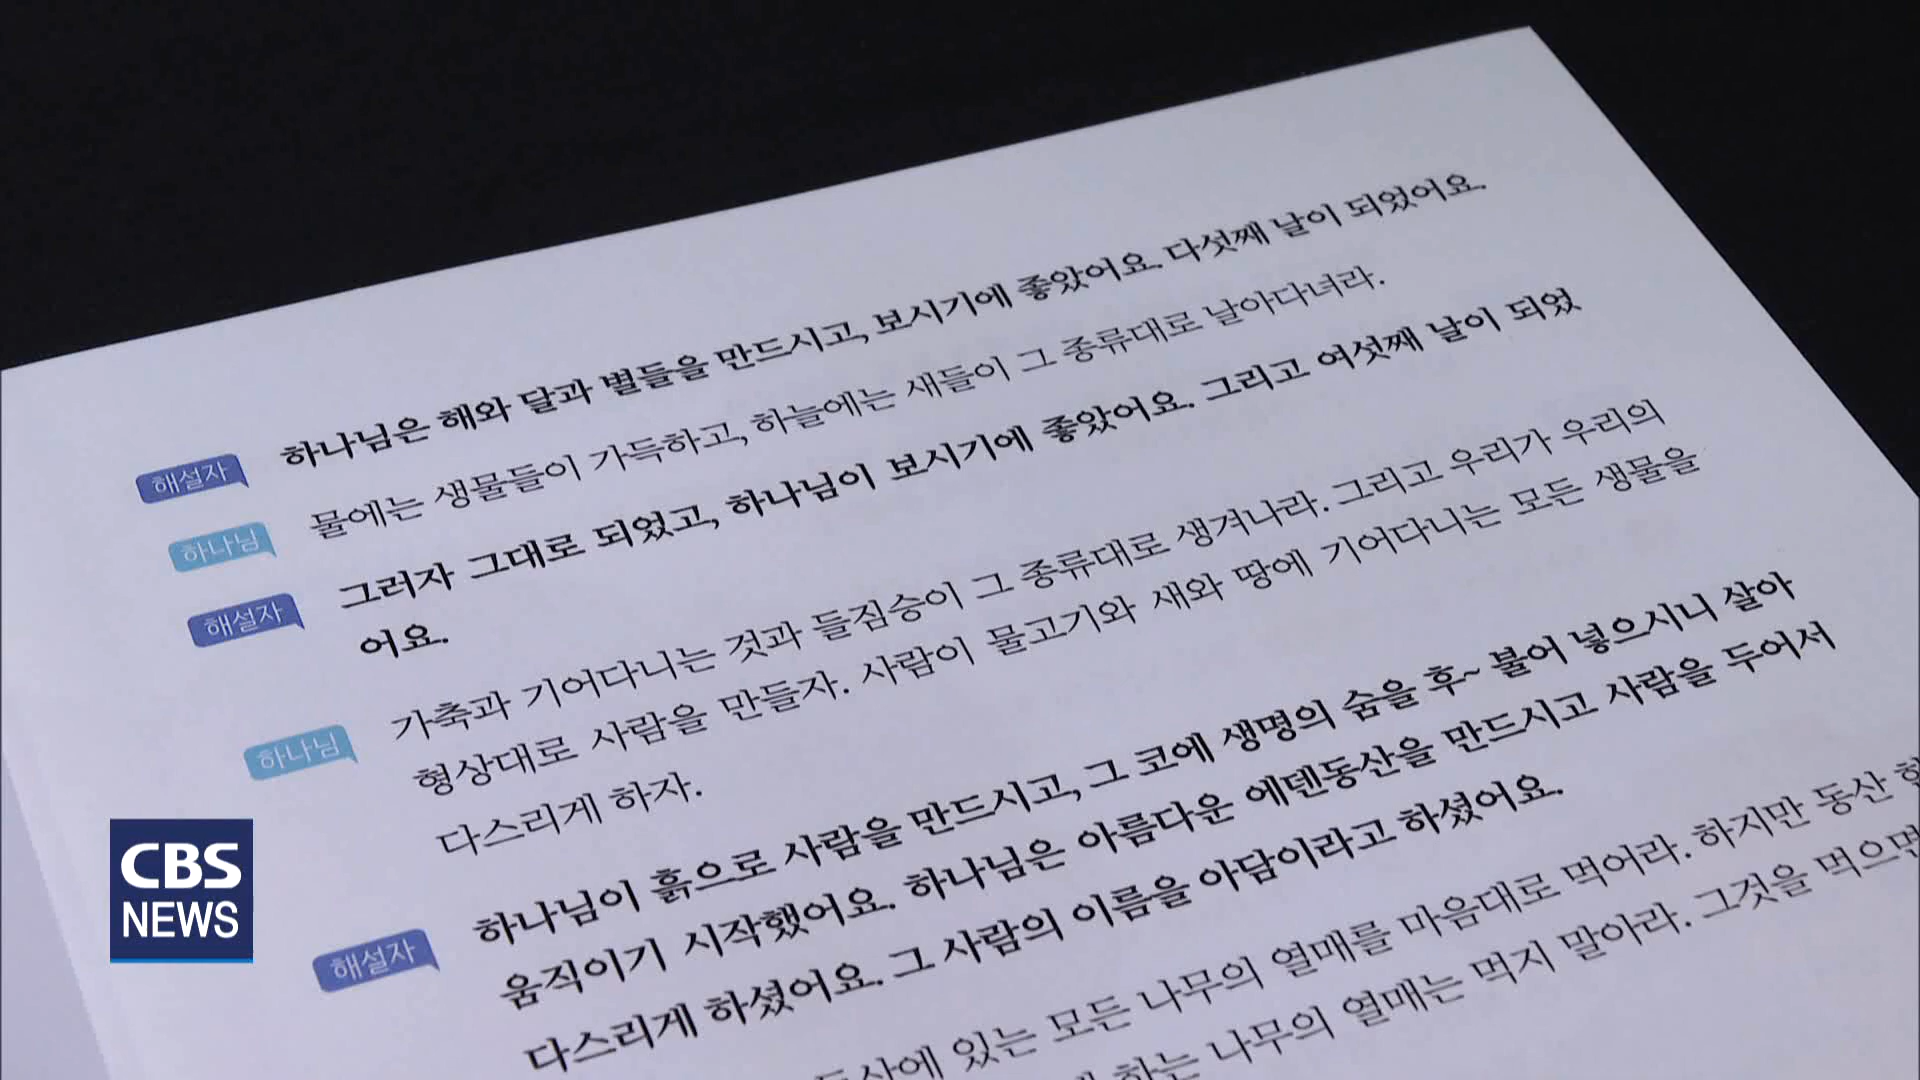 해설자 하나님은 해와 달과 별들을 만드시고, 보시기에 좋았어요. 다섯째 날이 되었어요.
하나님 물에는 생물들이 가득하고, 하늘에는 새들이 그 종류대로 날아다녀라.
해설자 그러자 그대로 되었고, 하나님이 보시기에 좋았어요. 그리고 여섯째 날이 되었
어요.
하나님 가축과 기어다니는 것과 들짐승이 그 종류대로 생겨나라. 그리고 우리가 우리의
형상대로 사람을 만들자. 사람이 물고기와 새와 땅에 기어다니는 모든 생물을
다스리게 하자.
해설자 하나님이 흙으로 사람을 만드시고, 그 코에 생명의 숨을 후~ 불어 넣으시니 살아
움직이기 시작했어요. 하나님은 아름다운 에덴동산을 만드시고 사람을 두어서
다스리게 하셨어요. 그 사람의 이름을 아담이라고 하셨어요.
있는 모든 나무의 열매를 마음대로 먹어라. 하지만 동산
하는 나무의 열매는 먹지 말아라. 그것을 먹으면
CBS
NEWS